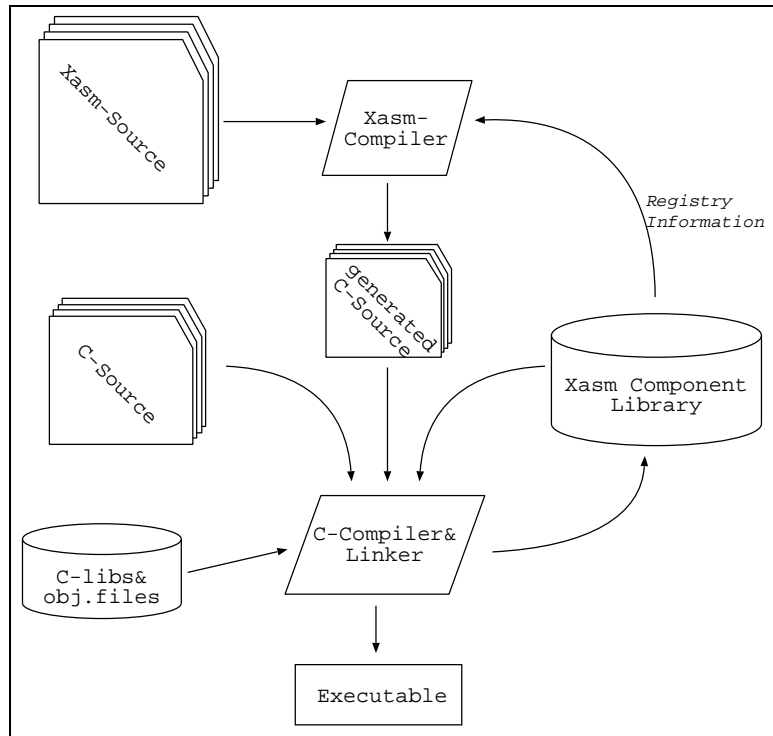 Xasm-Source
Xasm-
Compiler
Registry
Information
generated
C-Source
C-Source
Xasm Component
Library
C-Compiler&
Linker
C-libs&
obj.files
Executable